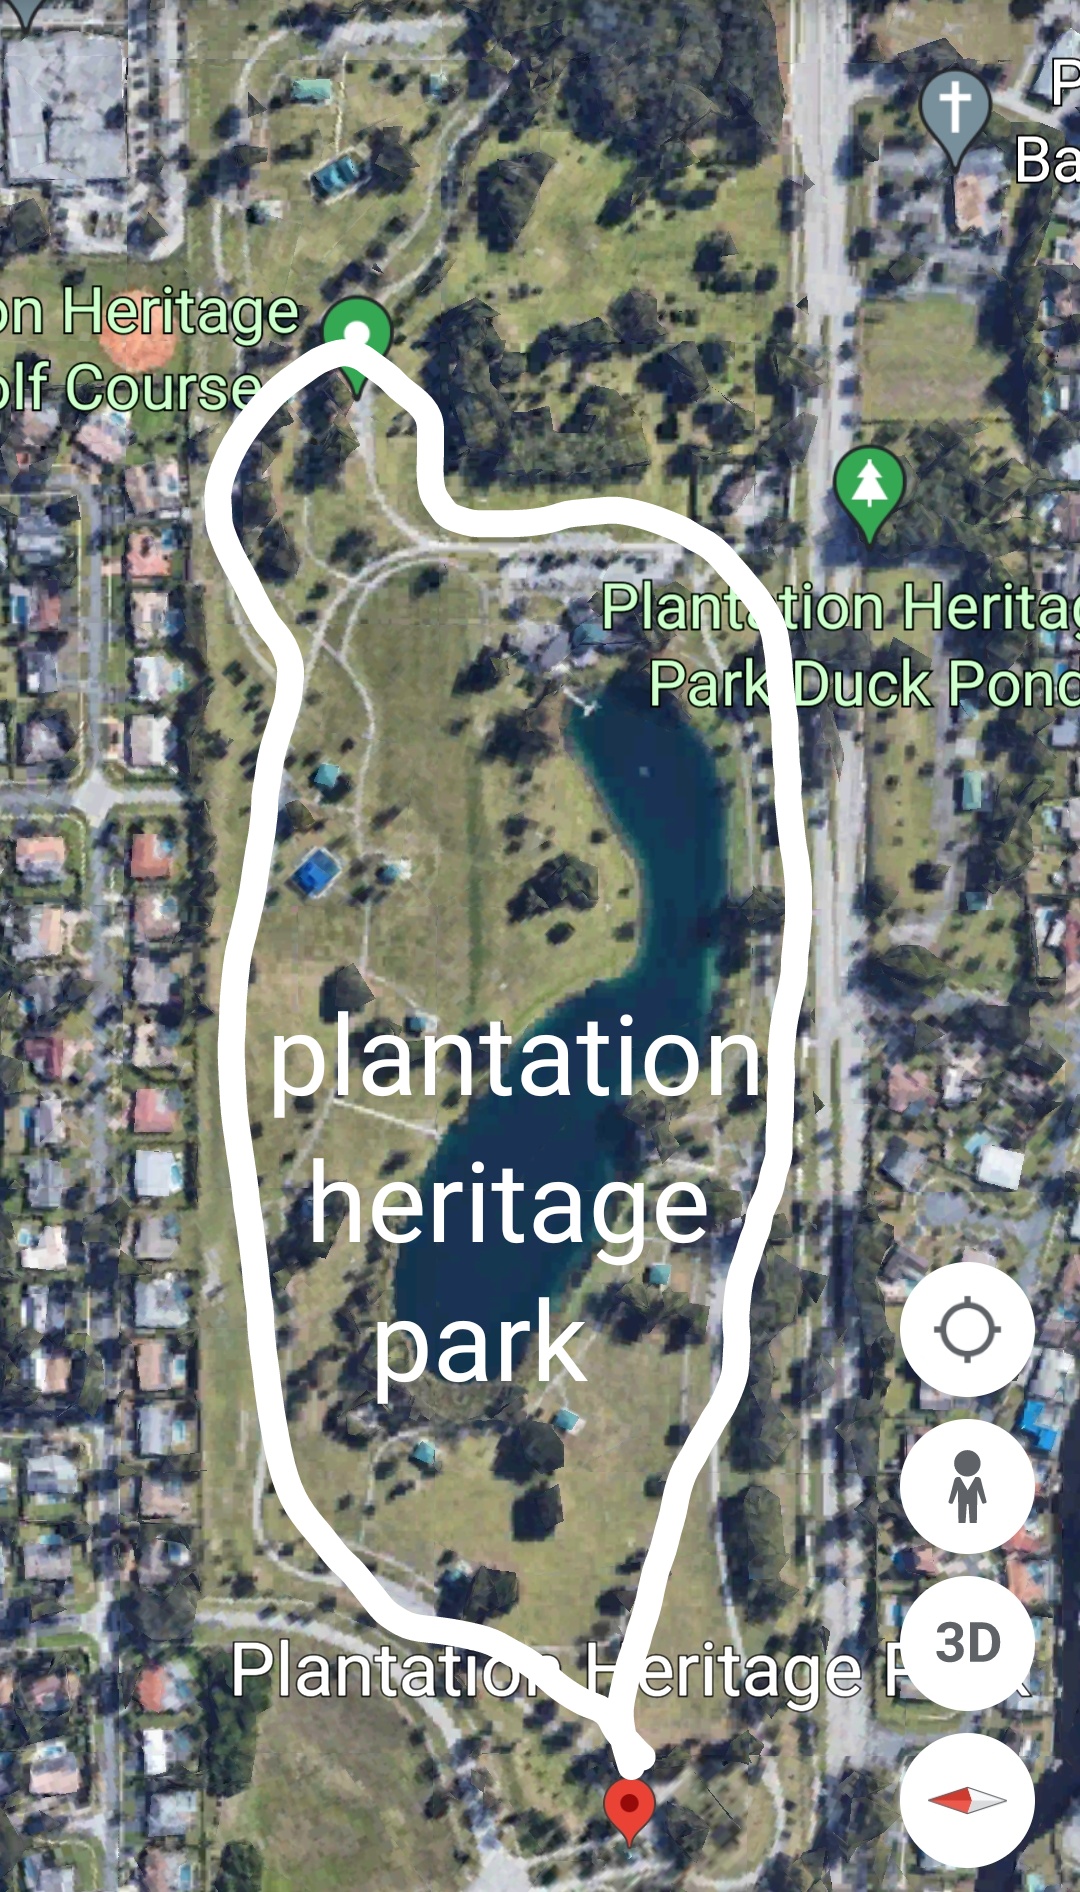 P
Ba
on Heritage
olf Course
Plantation Heritag
Park Duck Pond
plantation
heritage
park
Plantation Heritage P
3D